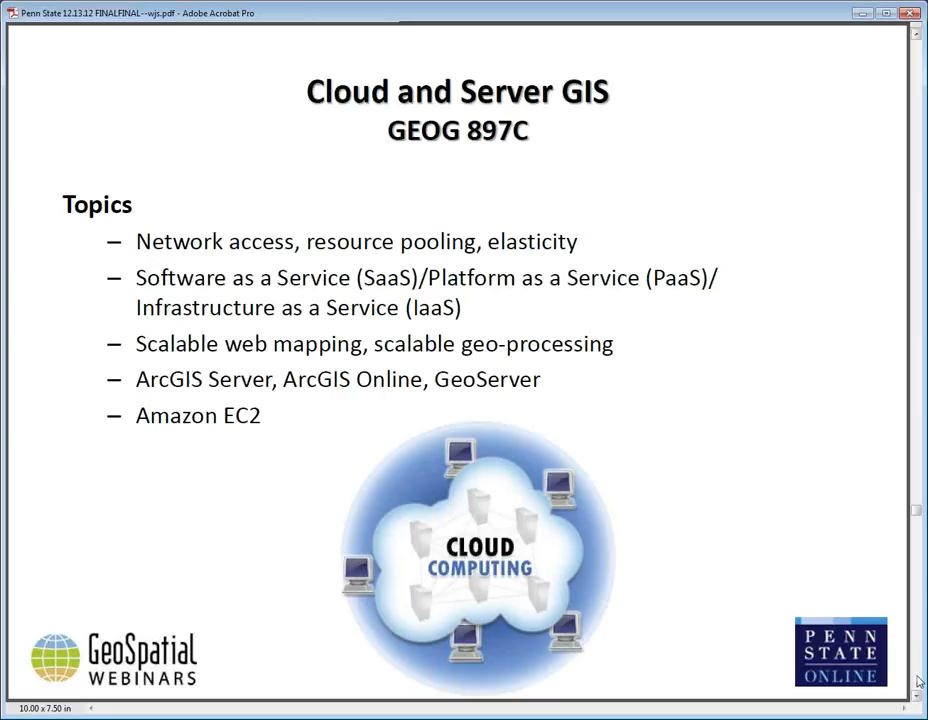 Penn State 12.13.12 FINALFINAL--wjs.pdf - Adobe Acrobat Pro
Cloud and Server GIS
GEOG 897C
Topics
– Network access, resource pooling, elasticity
– Software as a Service (SaaS)/Platform as a Service (PaaS)/
Infrastructure as a Service (IaaS)
– Scalable web mapping, scalable geo-processing
– ArcGIS Server, ArcGIS Online, GeoServer
– Amazon EC2
CLOUD
COMPUTING
GEOSPATIAL
WEBINARS
PENN
STATE
ONLINE
10.00 x 7.50 in